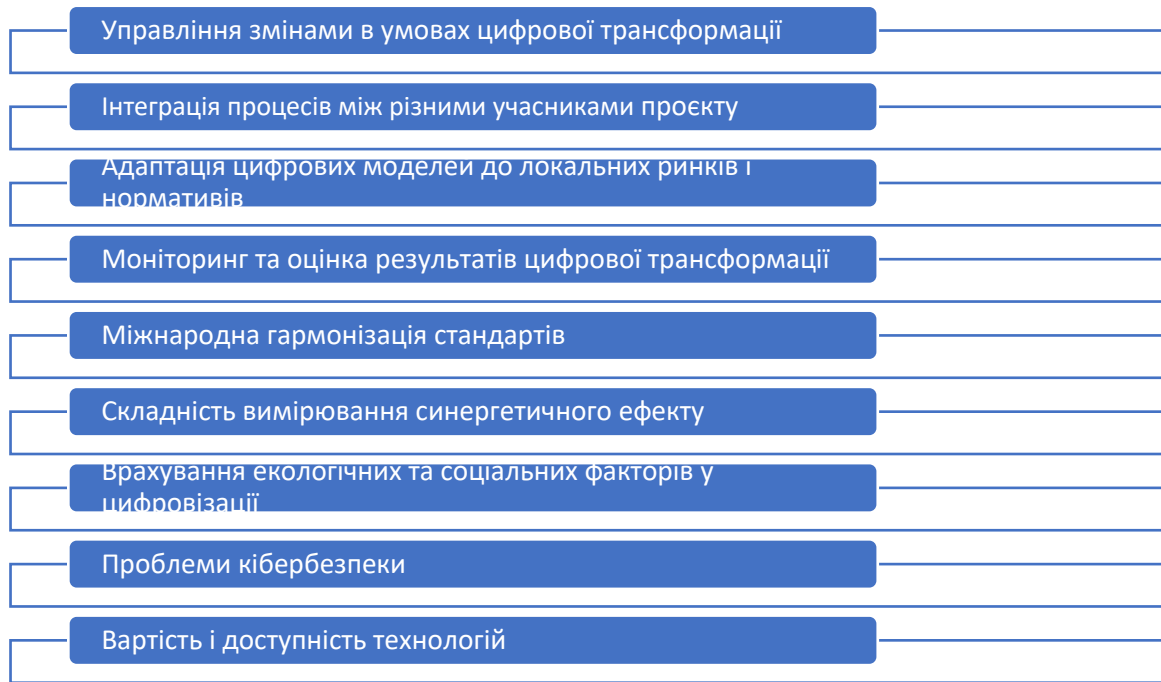 Управління змінами в умовах цифрової трансформації
Інтеграція процесів між різними учасниками проєкту
Адаптація цифрових моделей до локальних ринків і
нормативів
Моніторинг та оцінка результатів цифрової трансформації
Міжнародна гармонізація стандартів
Складність вимірювання синергетичного ефекту
Врахування екологічних та соціальних факторів у
цифровізації
Проблеми кібербезпеки
Вартість і доступність технологій